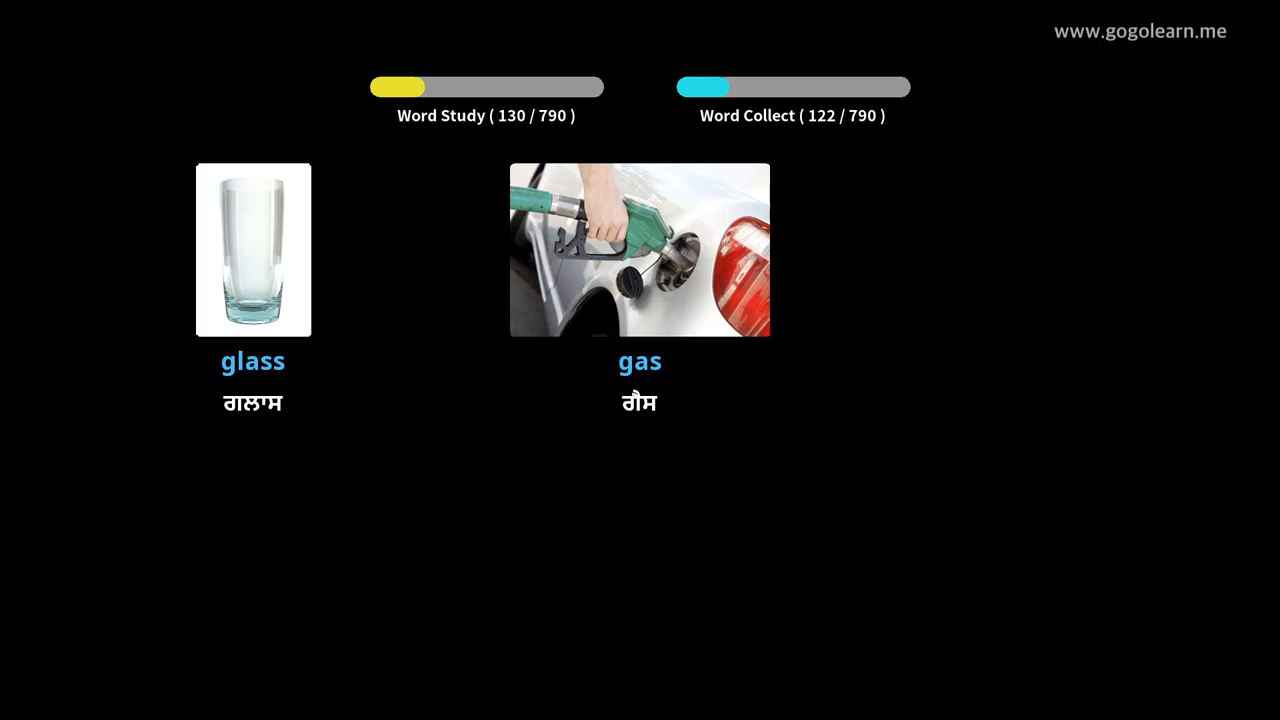 www.gogolearn.me
Word Study ( 130 / 790 )
Word Collect ( 122 / 790 )
glass
gas
ਗਲਾਸ
ਗੈਸ